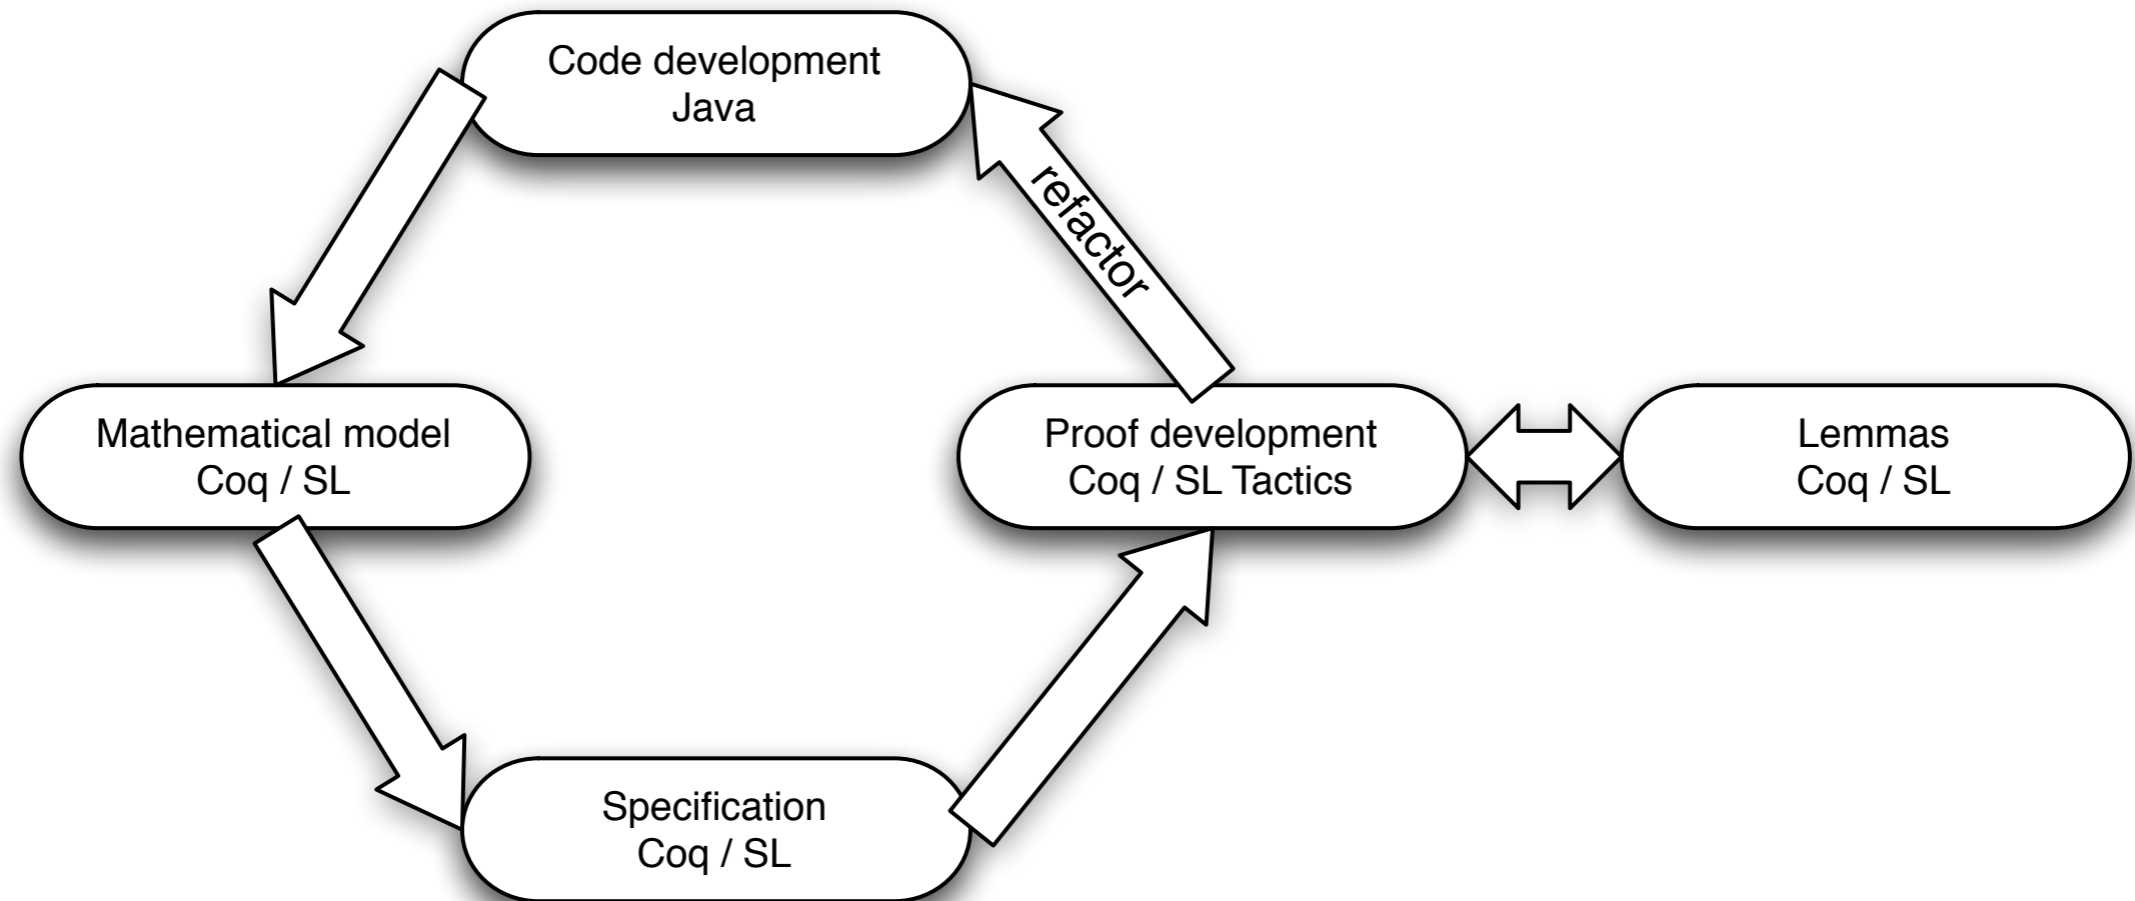 Code development
Java
refactor
Mathematical model
Coq / SL
Proof development
Coq / SL Tactics
Lemmas
Coq / SL
Specification
Coq / SL